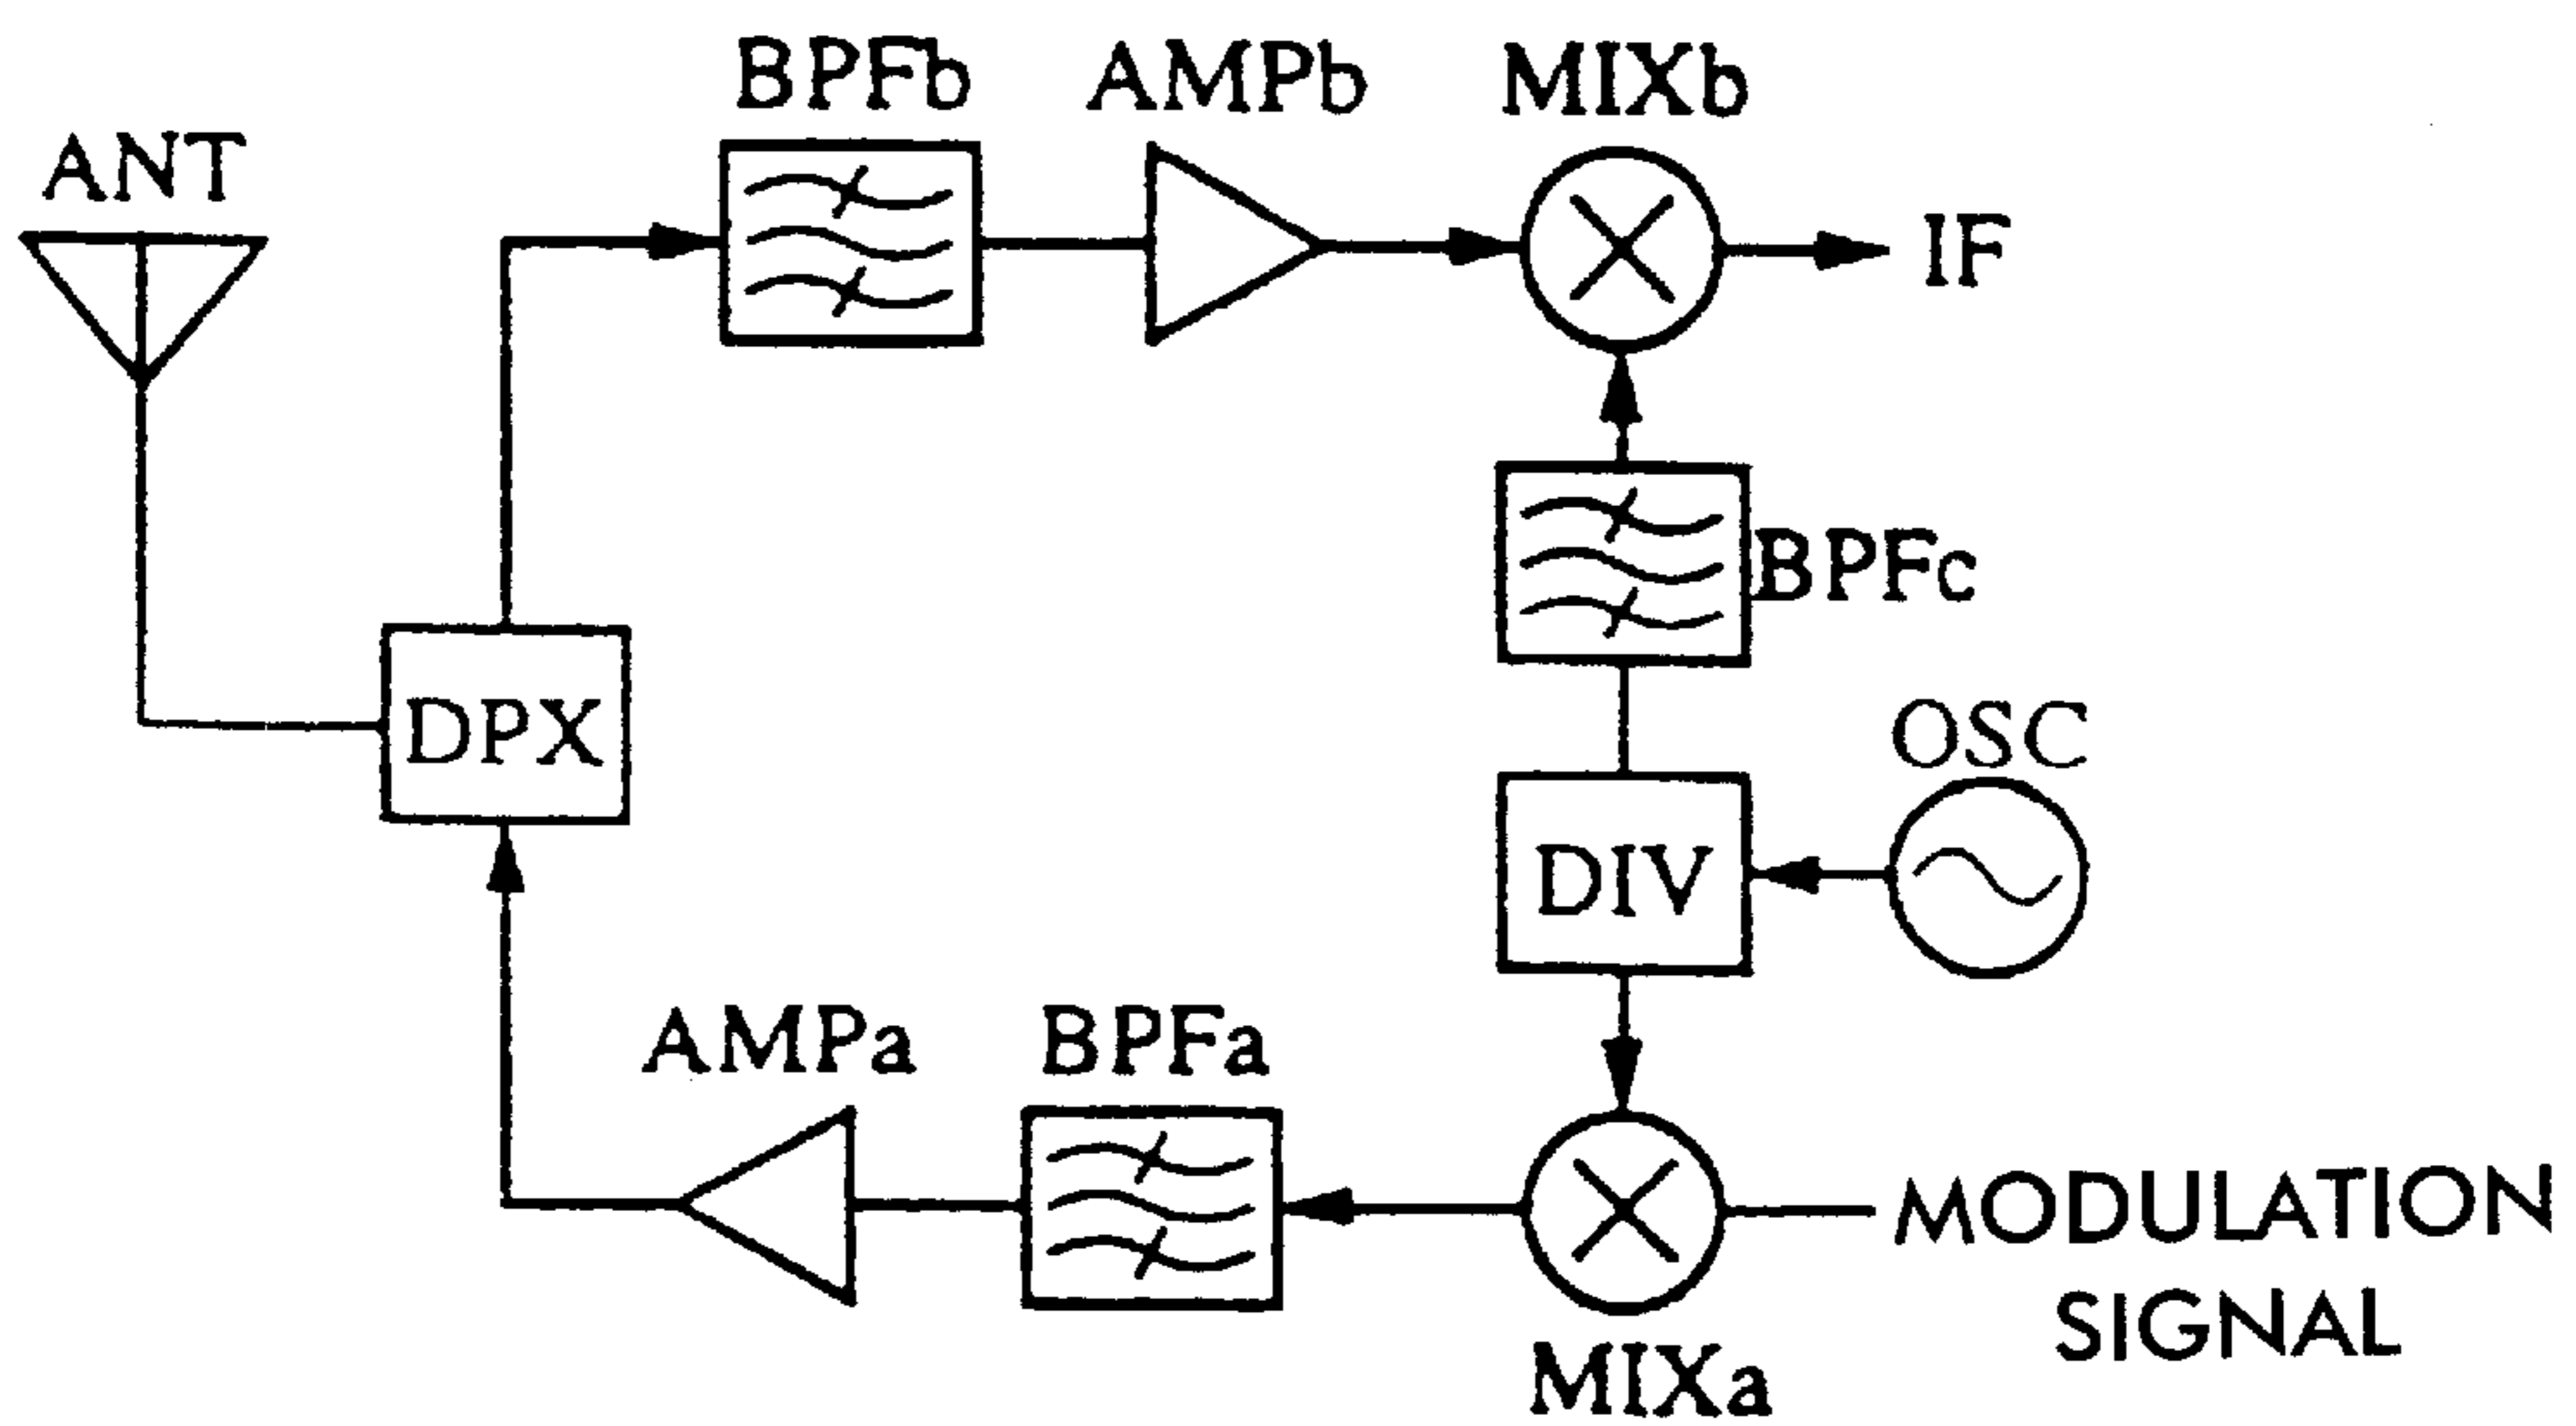 BPFb
AMPb
MIXb
ANT
IF
BPFc
DPX
OSC
DIV
AMPa
BPFa
MODULATION
SIGNAL
MIXa